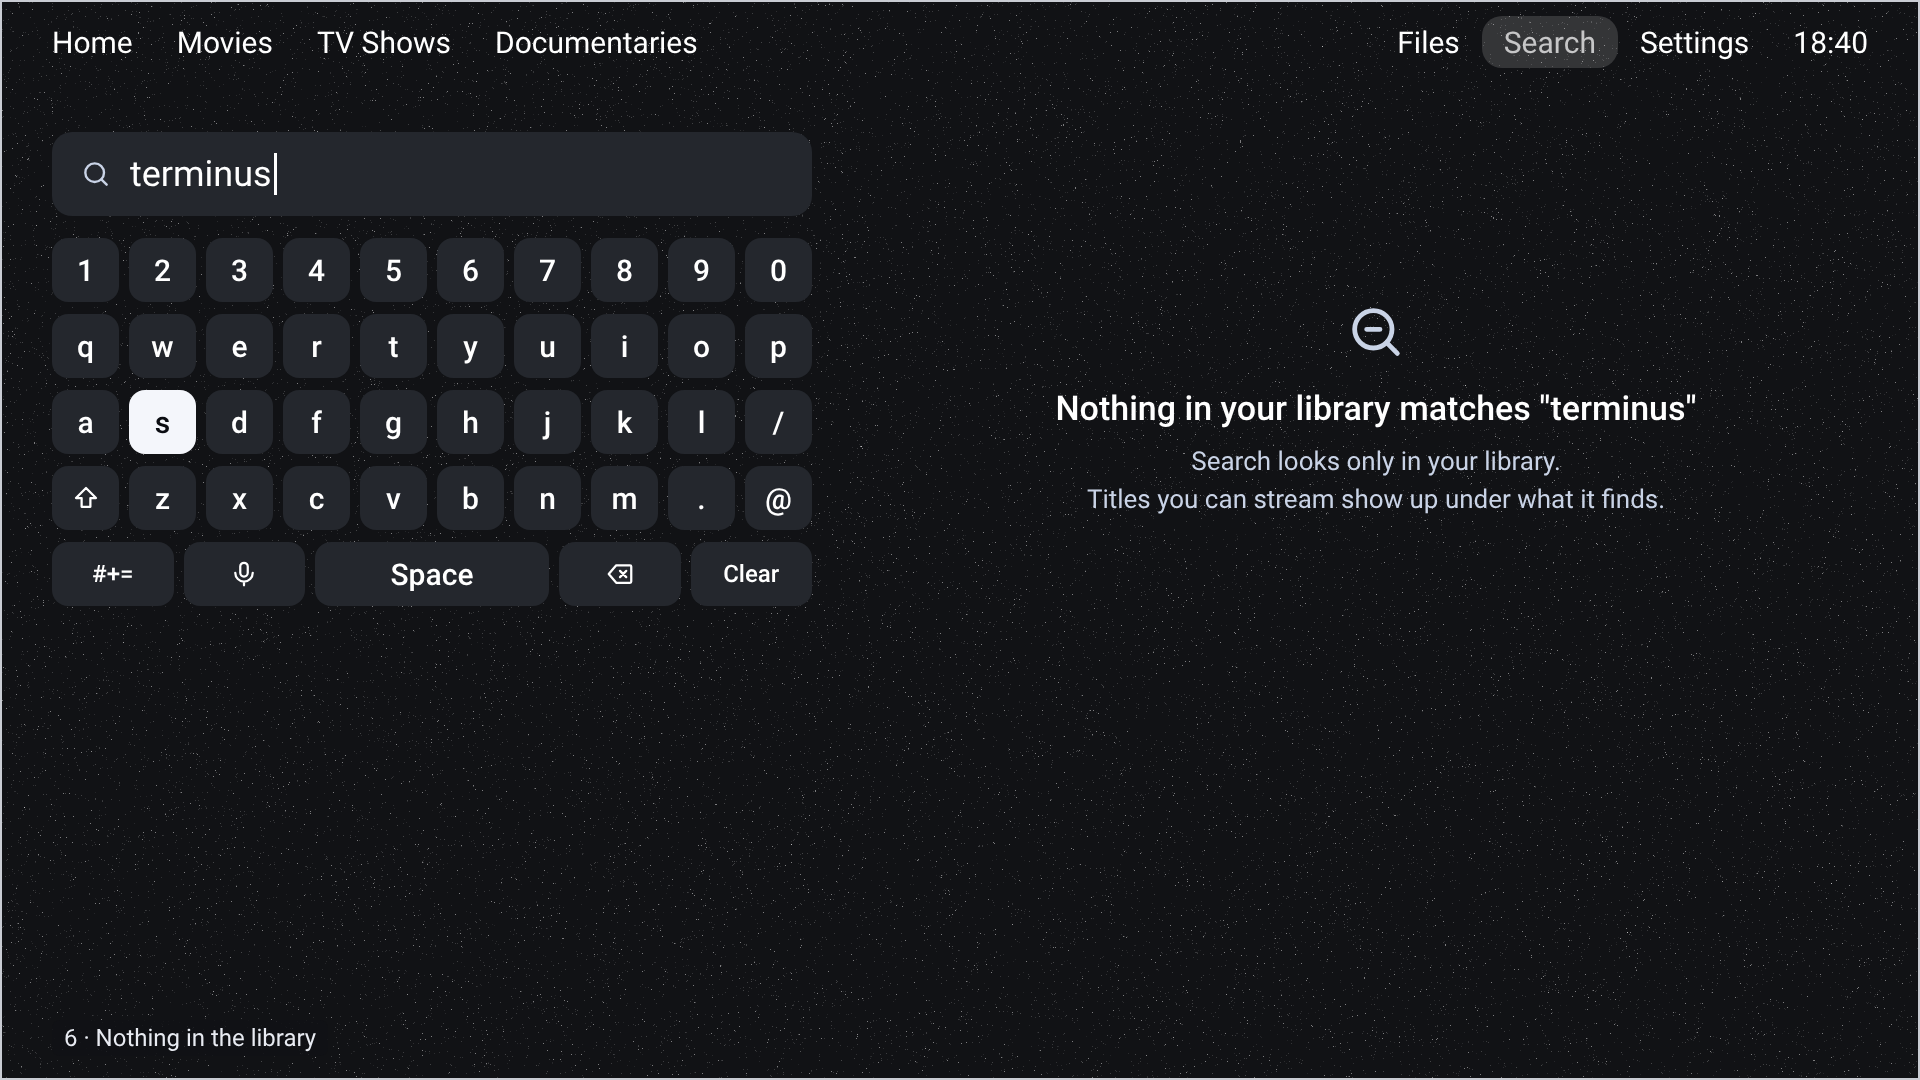 Home Movies TV Shows Documentaries Files Search Settings 18:40
terminus
1 2 3 4 5 6 7 8 9 0
q w e r t y u i o p
a s d f g h j k l /
z x c v b n m . @
#+= Space Clear
Nothing in your library matches "terminus"
Search looks only in your library.
Titles you can stream show up under what it finds.
6 · Nothing in the library